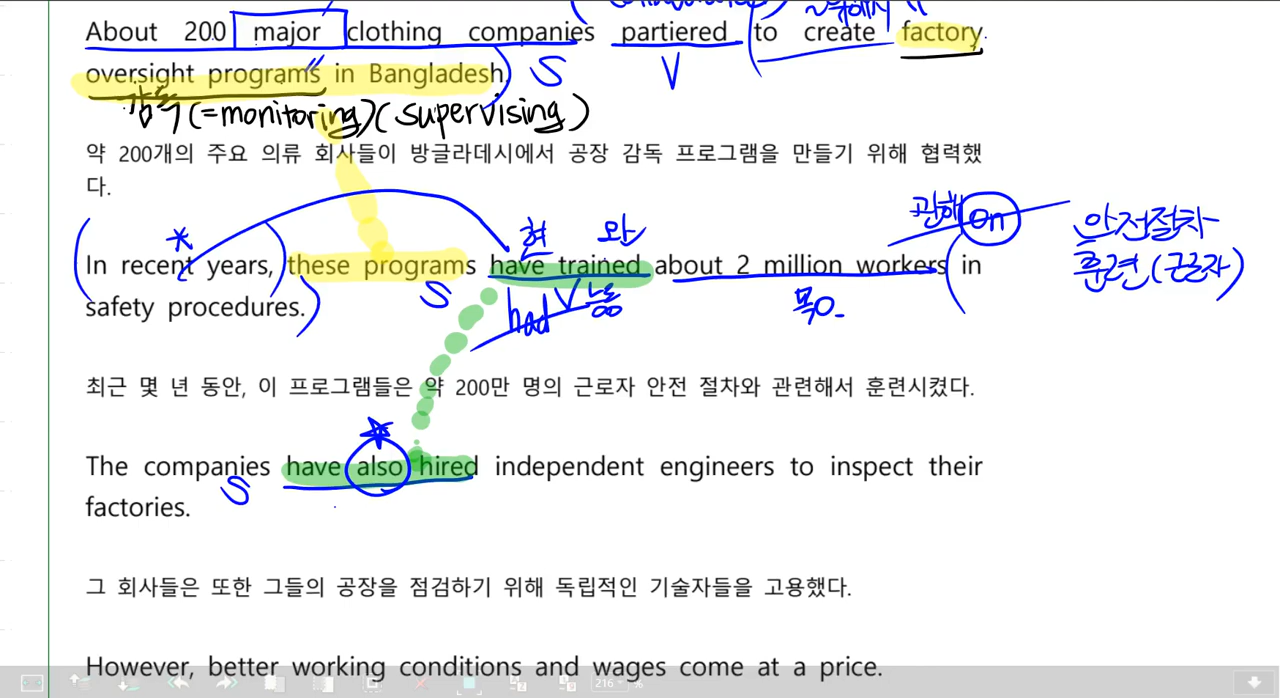 About 200 major clothing companies partiered to create factory
oversight programs in Bangladesh.
감독 (=monitoring)(supervising)
S V
약 200개의 주요 의류 회사들이 방글라데시에서 공장 감독 프로그램을 만들기 위해 협력했
다.
관해 on 안전절차
현 완 훈련(근로자)
In recent years, these programs have trained about 2 million workers in
S V 능동 목O.
safety procedures. had
최근 몇 년 동안, 이 프로그램들은 약 200만 명의 근로자 안전 절차와 관련해서 훈련시켰다.
The companies have also hired independent engineers to inspect their
S
factories.
그 회사들은 또한 그들의 공장을 점검하기 위해 독립적인 기술자들을 고용했다.
However, better working conditions and wages come at a price.
216 %